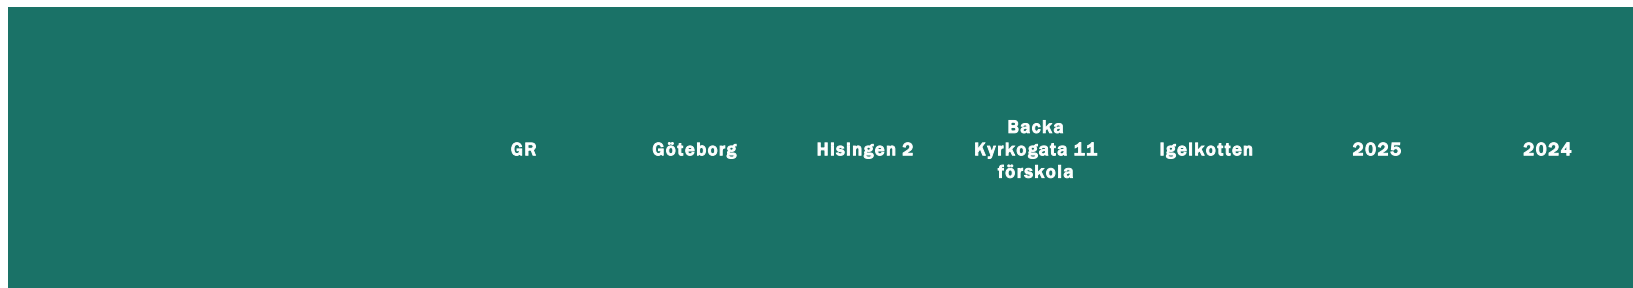 GR
Göteborg
Hisingen 2
Backa
Kyrkogata 11
förskola
Igelkotten
2025
2024